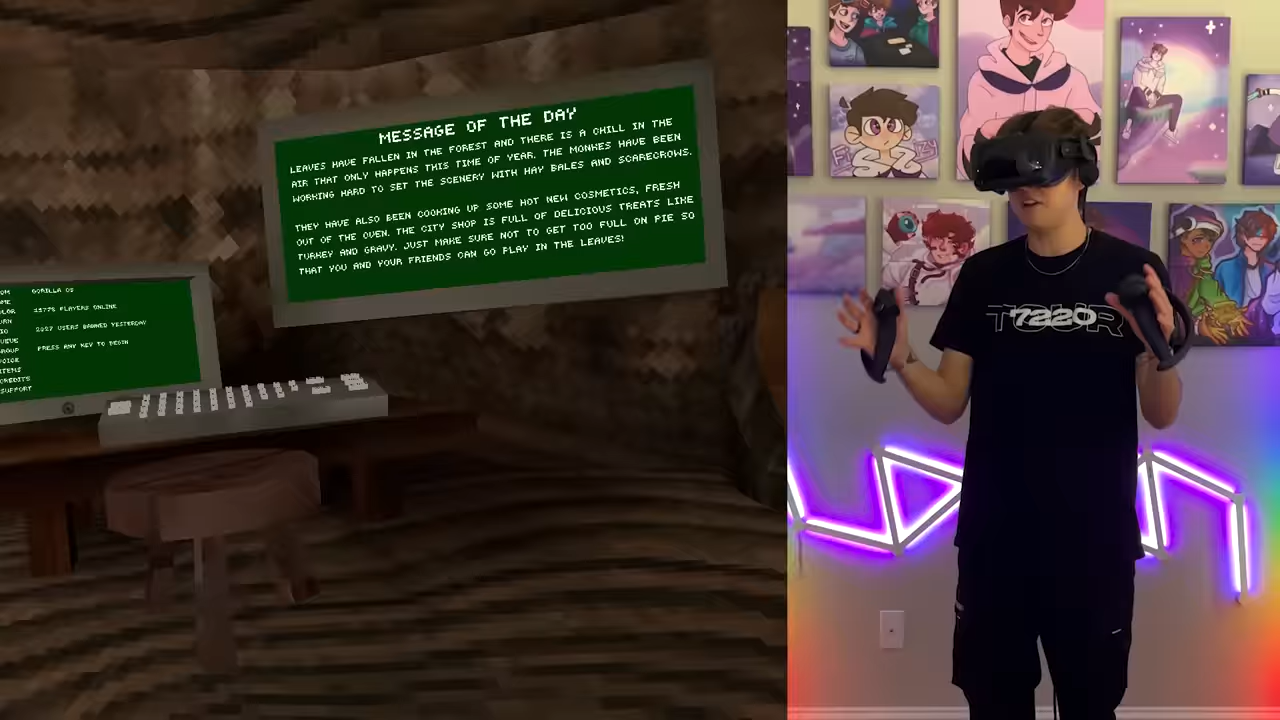 MESSAGE OF THE DAY
LEAVES HAVE FALLEN IN THE FOREST AND THERE IS A CHILL IN THE
AIR THAT ONLY HAPPENS THIS TIME OF YEAR. THE MONKES HAVE BEEN
WORKING HARD TO SET THE SCENERY WITH HAY BALES AND SCARECROWS.
THEY HAVE ALSO BEEN COOKING UP SOME HOT NEW COSMETICS, FRESH
OUT OF THE OVEN. THE CITY SHOP IS FULL OF DELICIOUS TREATS LIKE
TURKEY AND GRAVY. JUST MAKE SURE NOT TO GET TOO FULL ON PIE SO
THAT YOU AND YOUR FRIENDS CAN GO PLAY IN THE LEAVES!
GORILLA OS
PLAYERS ONLINE
2027 USERS BANNED YESTERDAY
PRESS ANY KEY TO BEGIN
ITEMS
CREDITS
SUPPORT
TOUR
7220